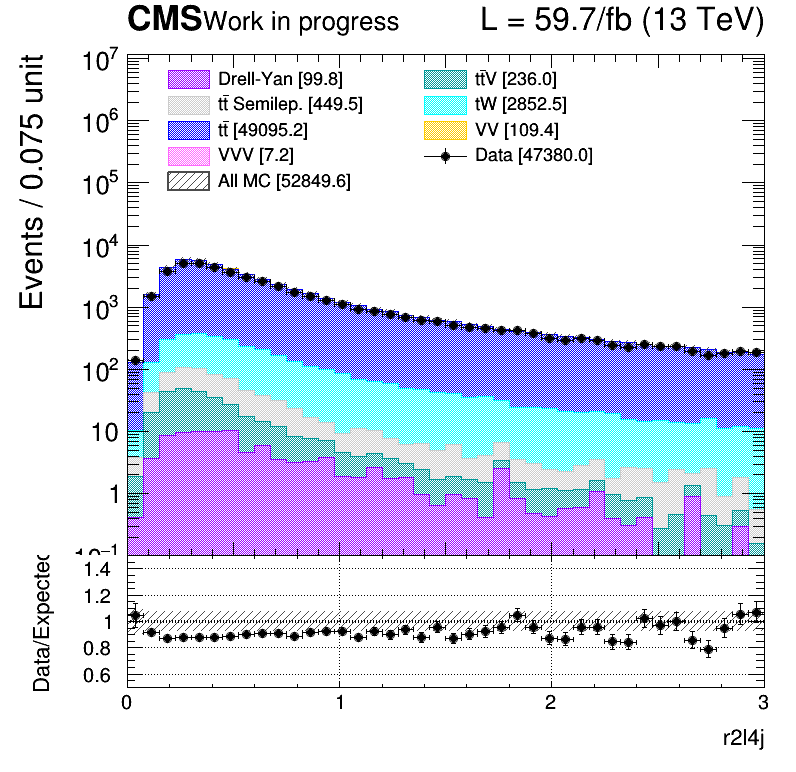 CMS Work in progress L = 59.7/fb (13 TeV)
Events / 0.075 unit
10⁷
10⁶
10⁵
10⁴
10³
10²
10
1
10⁻¹
Drell-Yan [99.8]
tt̄V [236.0]
tt̄ Semilep. [449.5]
tW [2852.5]
tt̄ [49095.2]
VV [109.4]
VVV [7.2]
Data [47380.0]
All MC [52849.6]
Data/Expected
1.4
1.2
1
0.8
0.6
0 1 2 3
r2l4j